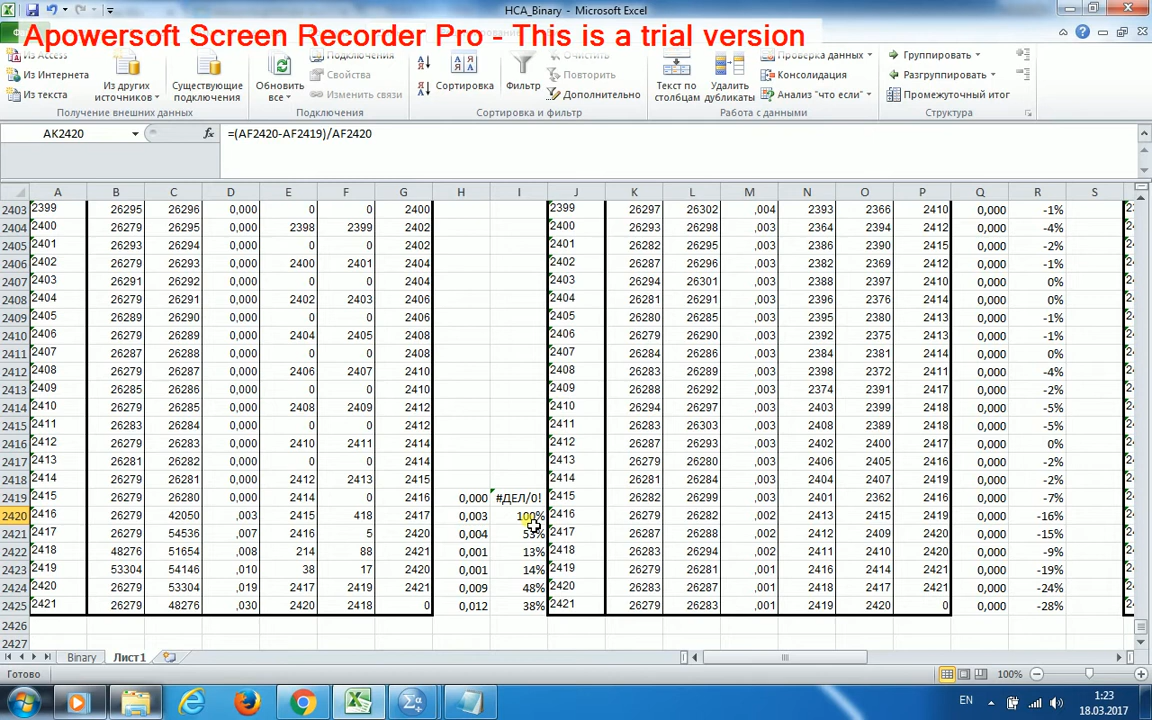 HCA_Binary - Microsoft Excel
Apowersoft Screen Recorder Pro - This is a trial version
Из Интернета
Из текста
Из других источников
Существующие подключения
Обновить все
Подключения
Свойства
Изменить связи
Подключения
Получение внешних данных
Сортировка
Фильтр
Очистить
Повторить
Дополнительно
Сортировка и фильтр
Текст по столбцам
Удалить дубликаты
Проверка данных
Консолидация
Анализ "что если"
Работа с данными
Группировать
Разгруппировать
Промежуточный итог
Структура
AK2420 fx =(AF2420-AF2419)/AF2420
A B C D E F G H I J K L M N O P Q R S
2403 2399 26295 26296 0,000 0 0 2400 2399 26297 26302 ,004 2393 2366 2410 0,000 -1%
2404 2400 26279 26295 0,000 2398 2399 2402 2400 26293 26298 ,003 2364 2394 2412 0,000 -4%
2405 2401 26293 26294 0,000 0 0 2402 2401 26282 26295 ,003 2386 2390 2415 0,000 -2%
2406 2402 26279 26293 0,000 2400 2401 2404 2402 26287 26296 ,003 2382 2369 2412 0,000 -1%
2407 2403 26291 26292 0,000 0 0 2404 2403 26294 26301 ,003 2388 2397 2410 0,000 0%
2408 2404 26279 26291 0,000 2402 2403 2406 2404 26281 26291 ,003 2396 2376 2414 0,000 0%
2409 2405 26289 26290 0,000 0 0 2406 2405 26280 26285 ,003 2395 2378 2413 0,000 -1%
2410 2406 26279 26289 0,000 2404 2405 2408 2406 26279 26290 ,003 2392 2375 2413 0,000 -1%
2411 2407 26287 26288 0,000 0 0 2408 2407 26284 26286 ,003 2384 2381 2414 0,000 0%
2412 2408 26279 26287 0,000 2406 2407 2410 2408 26283 26289 ,003 2398 2372 2411 0,000 -4%
2413 2409 26285 26286 0,000 0 0 2410 2409 26288 26292 ,003 2374 2391 2417 0,000 -2%
2414 2410 26279 26285 0,000 2408 2409 2412 2410 26294 26297 ,003 2403 2399 2418 0,000 -5%
2415 2411 26283 26284 0,000 0 0 2412 2411 26283 26303 ,003 2408 2389 2418 0,000 -5%
2416 2412 26279 26283 0,000 2410 2411 2414 2412 26287 26293 ,003 2402 2400 2417 0,000 0%
2417 2413 26281 26282 0,000 0 0 2414 2413 26279 26280 ,003 2406 2405 2416 0,000 -2%
2418 2414 26279 26281 0,000 2412 2413 2415 2414 26281 26288 ,003 2404 2407 2416 0,000 -2%
2419 2415 26279 26280 0,000 2414 0 2416 0,000 #ДЕЛ/0! 2415 26282 26299 ,003 2401 2362 2419 0,000 -7%
2420 2416 26279 42050 ,003 2415 418 2417 0,003 100% 2416 26279 26282 ,002 2413 2415 2419 0,000 -16%
2421 2417 26279 54536 ,007 2416 5 2420 0,004 53% 2417 26287 26288 ,002 2412 2409 2420 0,000 -15%
2422 2418 48276 51654 ,008 214 88 2421 0,001 13% 2418 26283 26294 ,002 2411 2410 2420 0,000 -9%
2423 2419 53304 54146 ,010 38 17 2420 0,001 14% 2419 26279 26281 ,001 2416 2414 2421 0,000 -19%
2424 2420 26279 53304 ,019 2417 2419 2421 0,009 48% 2420 26283 26287 ,001 2418 2417 2421 0,000 -24%
2425 2421 26279 48276 ,030 2420 2418 0 0,012 38% 2421 26279 26283 ,001 2419 2420 0 0,000 -28%
2426
2427
Binary Лист1
Готово 100%
EN 1:23
18.03.2017